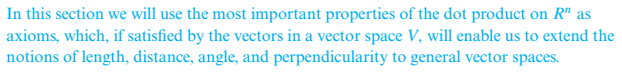 In this section we will use the most important properties of the dot product on Rⁿ as
axioms, which, if satisfied by the vectors in a vector space V, will enable us to extend the
notions of length, distance, angle, and perpendicularity to general vector spaces.